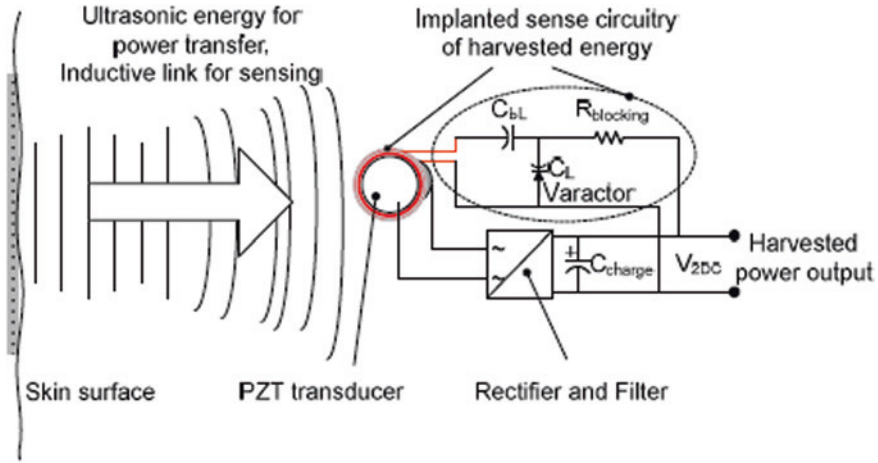 Ultrasonic energy for
power transfer,
Inductive link for sensing
Implanted sense circuitry
of harvested energy
CbL
Rblocking
CL
Varactor
~
~
+
Ccharge
V2DC
Harvested
power output
Skin surface
PZT transducer
Rectifier and Filter